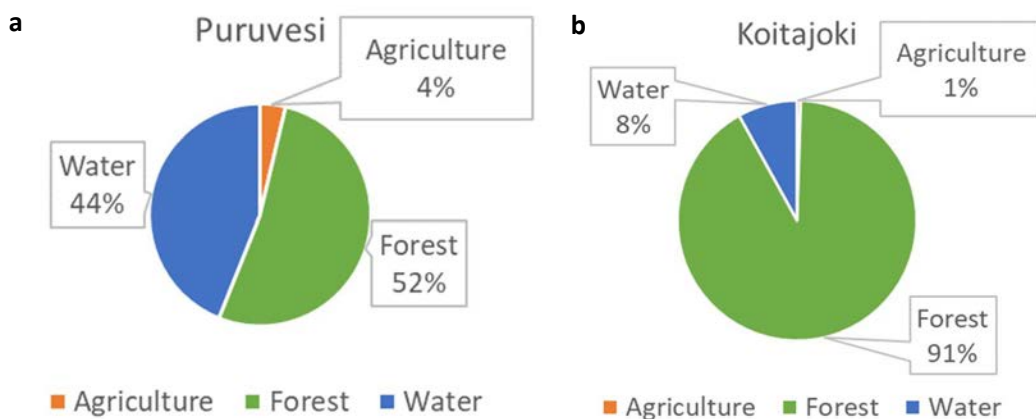 a
Puruvesi
Agriculture
4%
Water
44%
Forest
52%
Agriculture Forest Water
b
Koitajoki
Agriculture
1%
Water
8%
Forest
91%
Agriculture Forest Water